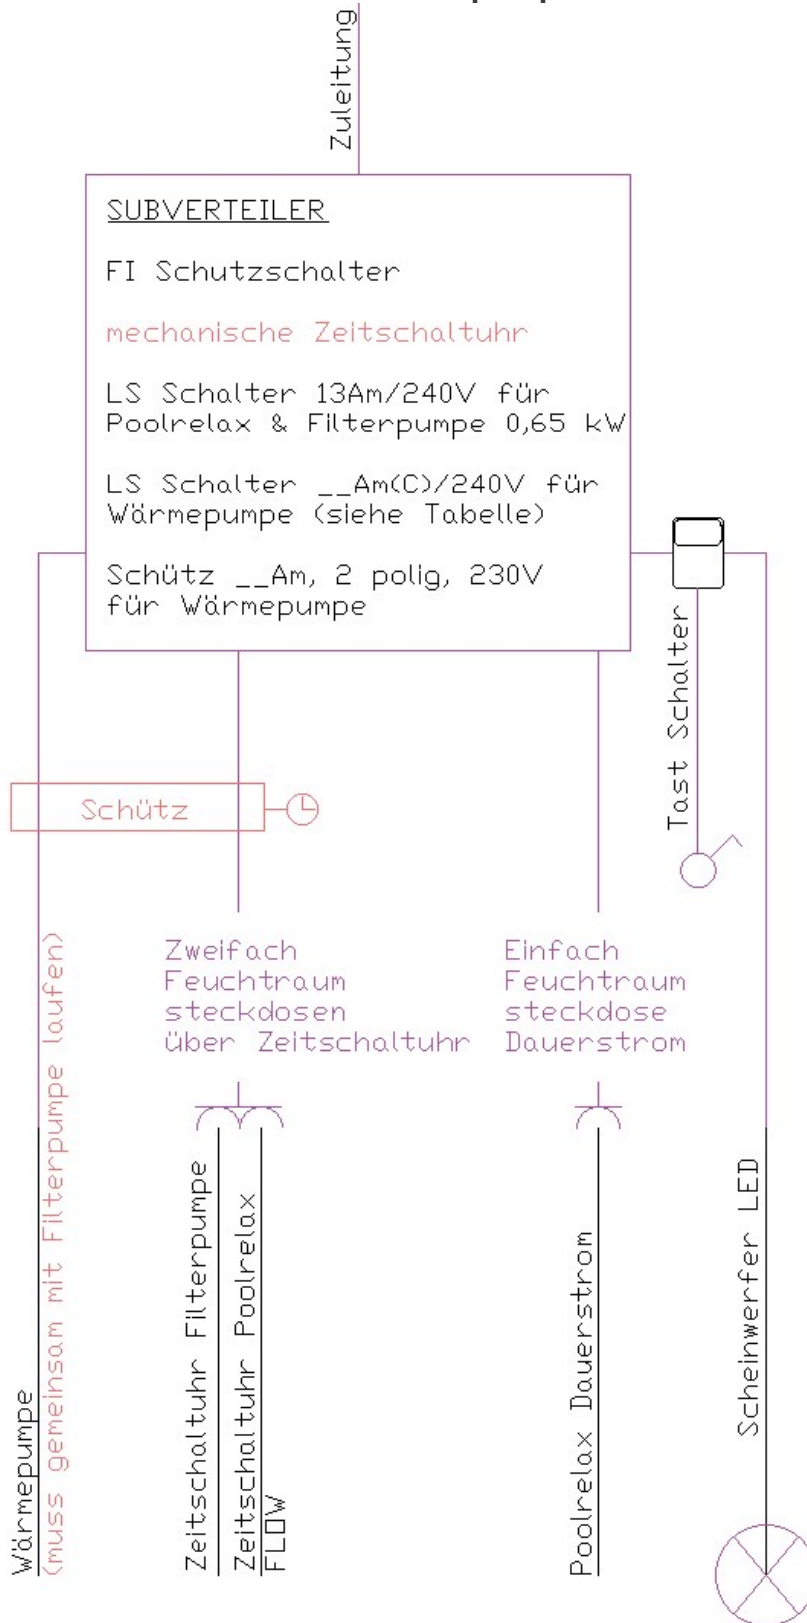 Zuleitung
SUBVERTEILER
FI Schutzschalter
mechanische Zeitschaltuhr
LS Schalter 13Am/240V für
Poolrelax & Filterpumpe 0,65 kW
LS Schalter __Am(C)/240V für
Wärmepumpe (siehe Tabelle)
Schütz __Am, 2 polig, 230V
für Wärmepumpe
Tast Schalter
Schütz
Zweifach
Feuchtraum
steckdosen
über Zeitschaltuhr
Einfach
Feuchtraum
steckdose
Dauerstrom
Wärmepumpe
(muss gemeinsam mit Filterpumpe laufen)
Zeitschaltuhr Filterpumpe
Zeitschaltuhr Poolrelax
FLOW
Poolrelax Dauerstrom
Scheinwerfer LED